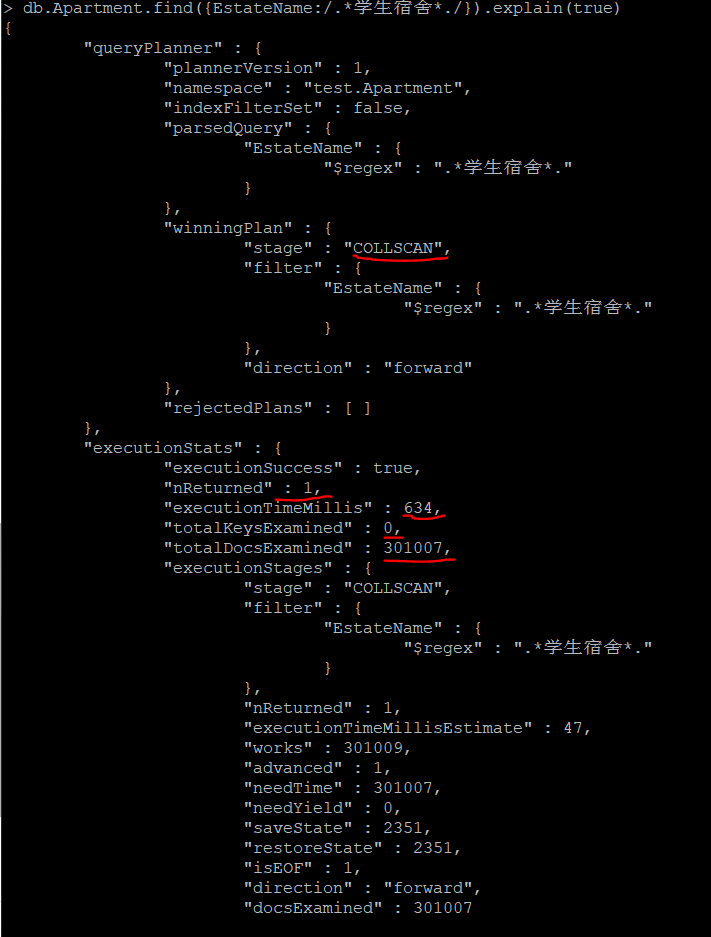 > db.Apartment.find({EstateName:/.*学生宿舍*./}).explain(true)
{
        "queryPlanner" : {
                "plannerVersion" : 1,
                "namespace" : "test.Apartment",
                "indexFilterSet" : false,
                "parsedQuery" : {
                        "EstateName" : {
                                "$regex" : ".*学生宿舍*."
                        }
                },
                "winningPlan" : {
                        "stage" : "COLLSCAN",
                        "filter" : {
                                "EstateName" : {
                                        "$regex" : ".*学生宿舍*."
                                }
                        },
                        "direction" : "forward"
                },
                "rejectedPlans" : [ ]
        },
        "executionStats" : {
                "executionSuccess" : true,
                "nReturned" : 1,
                "executionTimeMillis" : 634,
                "totalKeysExamined" : 0,
                "totalDocsExamined" : 301007,
                "executionStages" : {
                        "stage" : "COLLSCAN",
                        "filter" : {
                                "EstateName" : {
                                        "$regex" : ".*学生宿舍*."
                                }
                        },
                        "nReturned" : 1,
                        "executionTimeMillisEstimate" : 47,
                        "works" : 301009,
                        "advanced" : 1,
                        "needTime" : 301007,
                        "needYield" : 0,
                        "saveState" : 2351,
                        "restoreState" : 2351,
                        "isEOF" : 1,
                        "direction" : "forward",
                        "docsExamined" : 301007